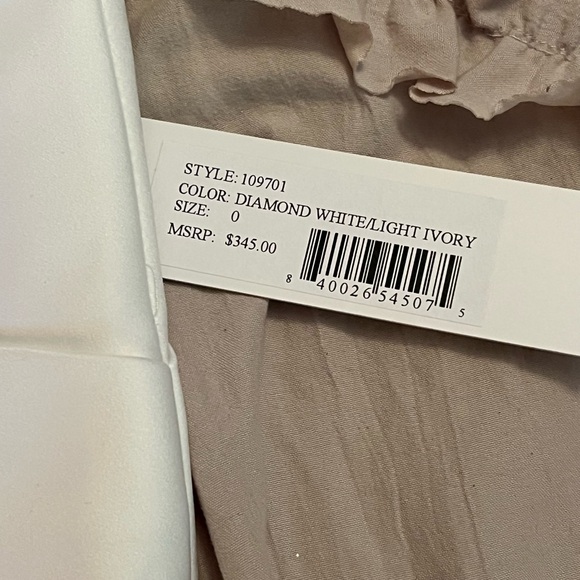 STYLE: 109701
COLOR: DIAMOND WHITE/LIGHT IVORY
SIZE: 0
MSRP: $345.00
8 40026 54507 5